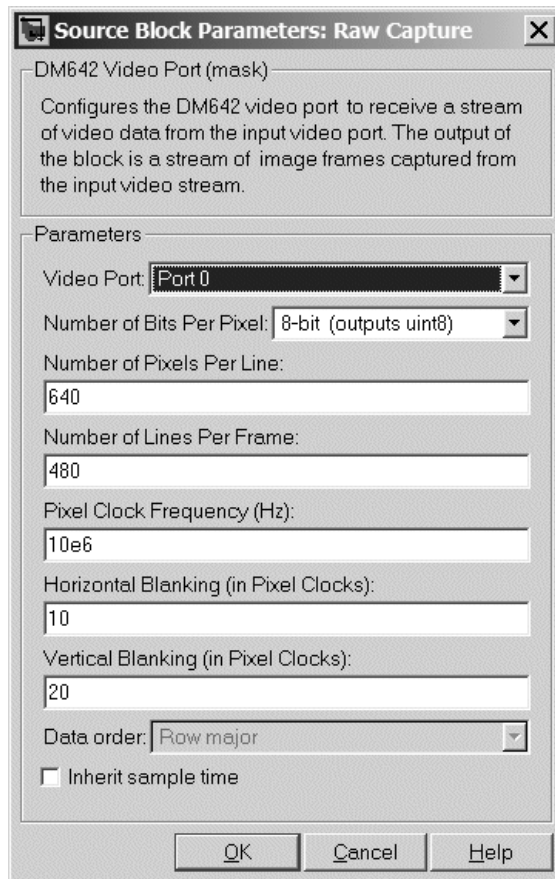 Source Block Parameters: Raw Capture
DM642 Video Port (mask)
Configures the DM642 video port to receive a stream
of video data from the input video port. The output of
the block is a stream of image frames captured from
the input video stream.
Parameters
Video Port: Port 0
Number of Bits Per Pixel: 8-bit (outputs uint8)
Number of Pixels Per Line:
640
Number of Lines Per Frame:
480
Pixel Clock Frequency (Hz):
10e6
Horizontal Blanking (in Pixel Clocks):
10
Vertical Blanking (in Pixel Clocks):
20
Data order: Row major
Inherit sample time
OK Cancel Help